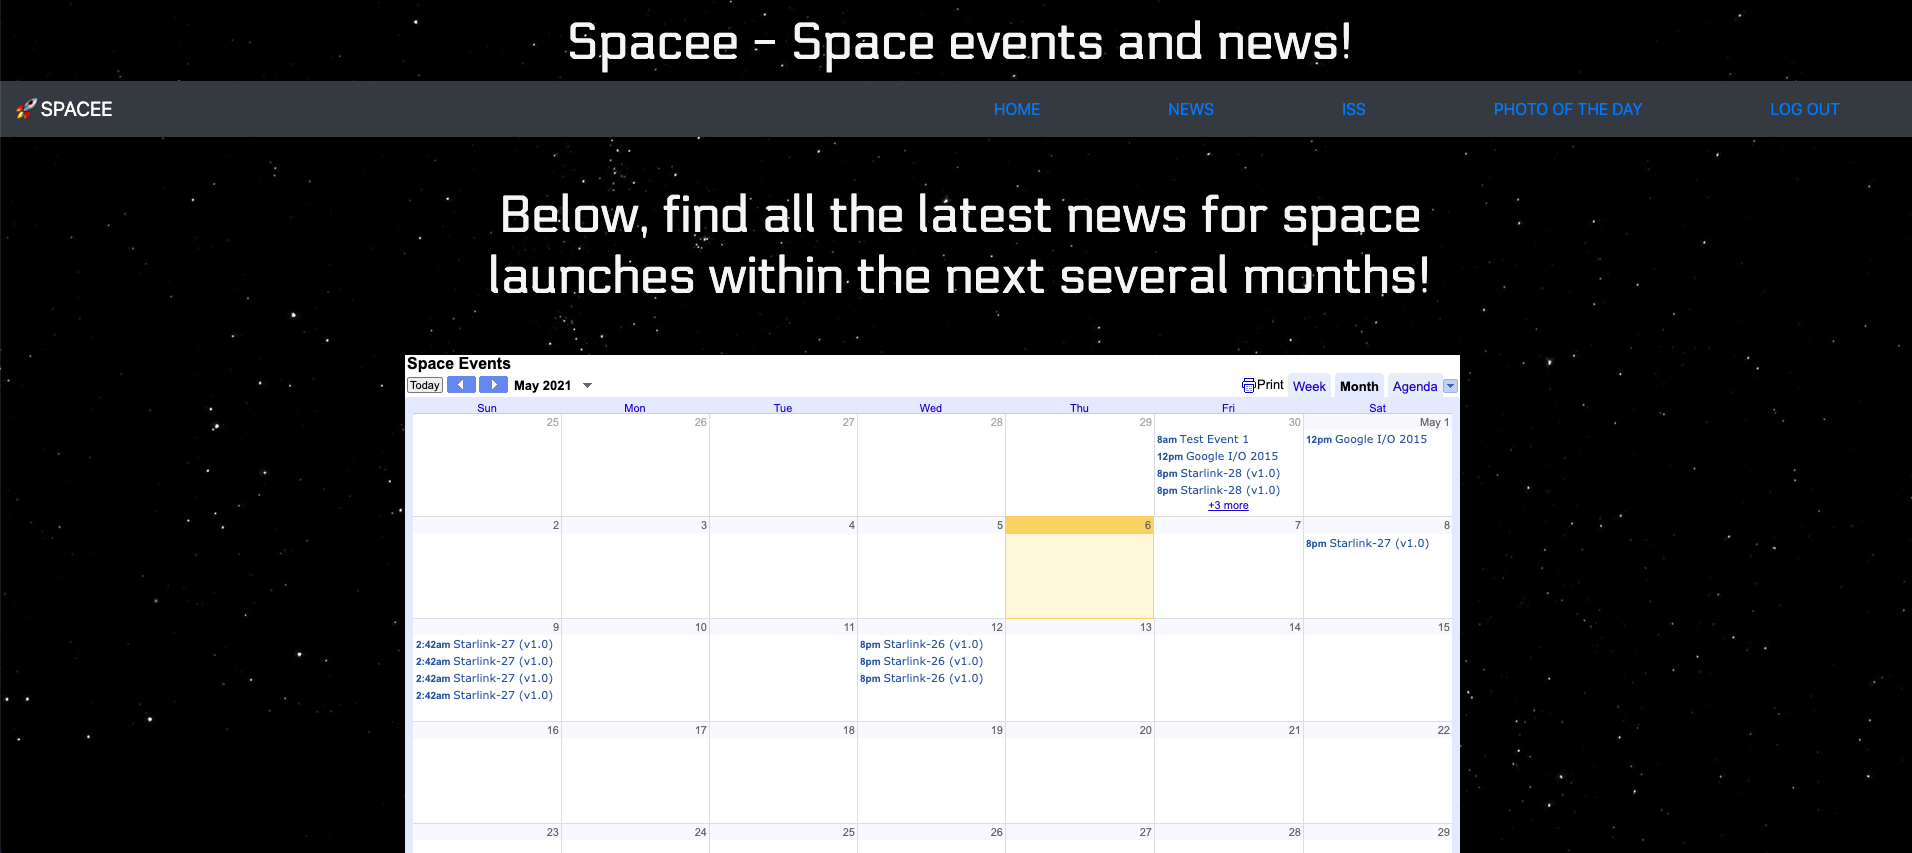 Spacee - Space events and news!
SPACEE HOME NEWS ISS PHOTO OF THE DAY LOG OUT
Below, find all the latest news for space
launches within the next several months!
Space Events
Today May 2021 Print Week Month Agenda
Sun Mon Tue Wed Thu Fri Sat
25 26 27 28 29 30 May 1
8am Test Event 1 12pm Google I/O 2015
12pm Google I/O 2015
8pm Starlink-28 (v1.0)
8pm Starlink-28 (v1.0)
+3 more
2 3 4 5 6 7 8
8pm Starlink-27 (v1.0)
9 10 11 12 13 14 15
2:42am Starlink-27 (v1.0) 8pm Starlink-26 (v1.0)
2:42am Starlink-27 (v1.0) 8pm Starlink-26 (v1.0)
2:42am Starlink-27 (v1.0) 8pm Starlink-26 (v1.0)
2:42am Starlink-27 (v1.0)
16 17 18 19 20 21 22
23 24 25 26 27 28 29